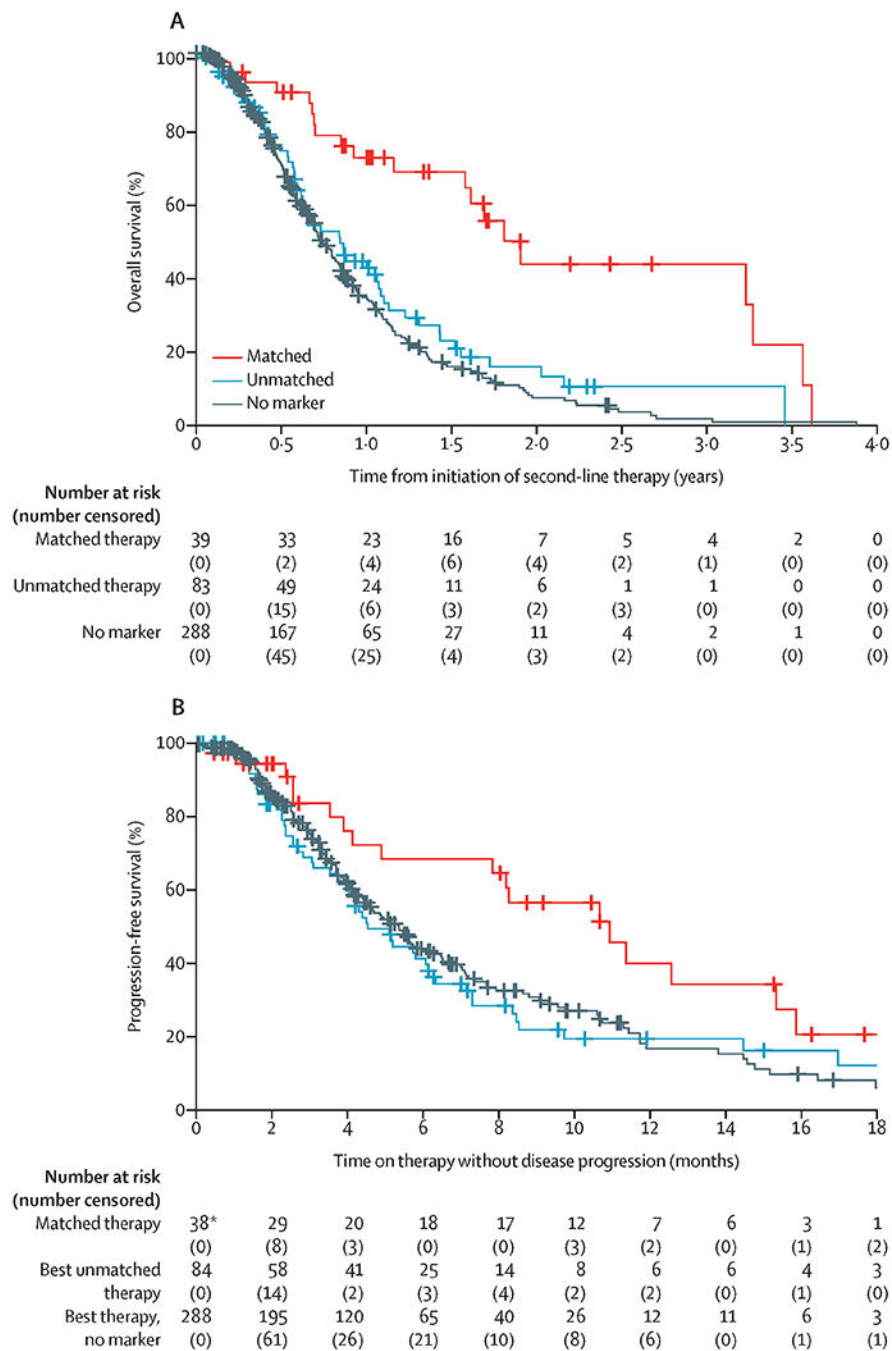 A
100
80
60
40
20
0
Overall survival (%)
Matched
Unmatched
No marker
0 0·5 1·0 1·5 2·0 2·5 3·0 3·5 4·0
Time from initiation of second-line therapy (years)
Number at risk
(number censored)
Matched therapy 39 33 23 16 7 5 4 2 0
(0) (2) (4) (6) (4) (2) (1) (0) (0)
Unmatched therapy 83 49 24 11 6 1 1 0 0
(0) (15) (6) (3) (2) (3) (0) (0) (0)
No marker 288 167 65 27 11 4 2 1 0
(0) (45) (25) (4) (3) (2) (0) (0) (0)
B
100
80
60
40
20
0
Progression-free survival (%)
0 2 4 6 8 10 12 14 16 18
Time on therapy without disease progression (months)
Number at risk
(number censored)
Matched therapy 38* 29 20 18 17 12 7 6 3 1
(0) (8) (3) (0) (0) (3) (2) (0) (1) (2)
Best unmatched 84 58 41 25 14 8 6 6 4 3
therapy (0) (14) (2) (3) (4) (2) (2) (0) (1) (0)
Best therapy, 288 195 120 65 40 26 12 11 6 3
no marker (0) (61) (26) (21) (10) (8) (6) (0) (1) (1)